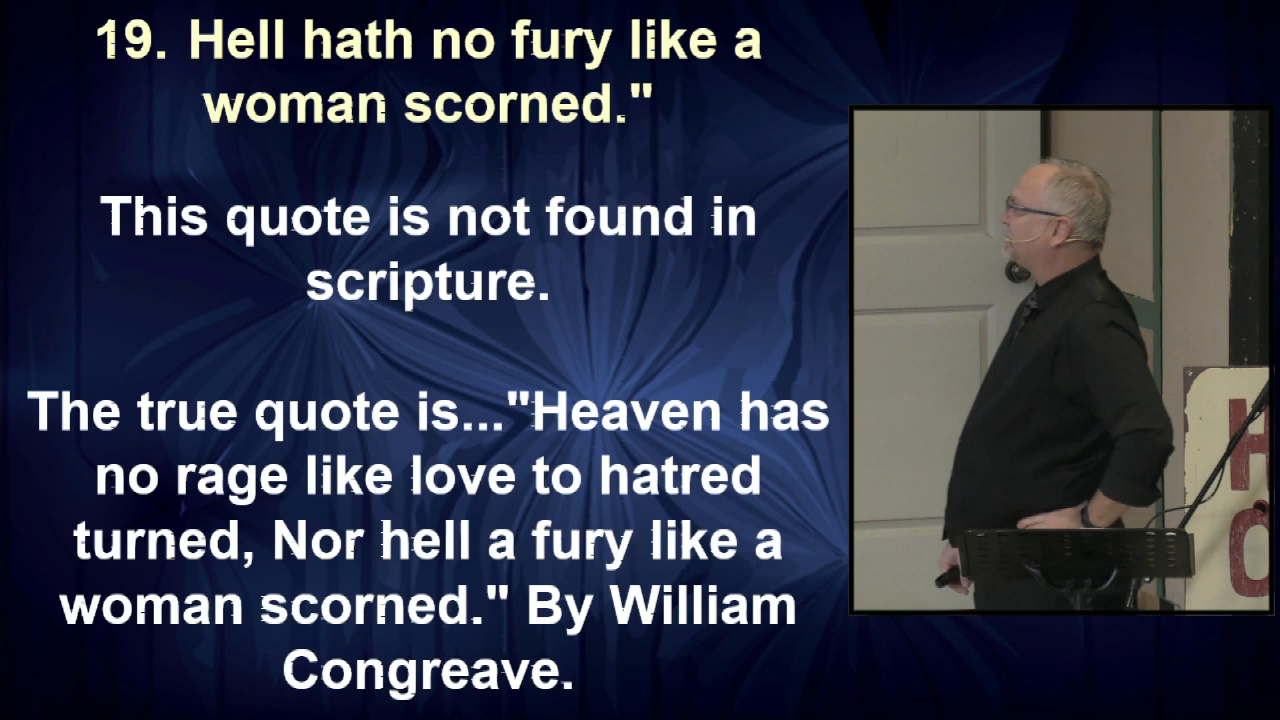 19. Hell hath no fury like a
woman scorned."
This quote is not found in
scripture.
The true quote is..."Heaven has
no rage like love to hatred
turned, Nor hell a fury like a
woman scorned." By William
Congreave.
H
O